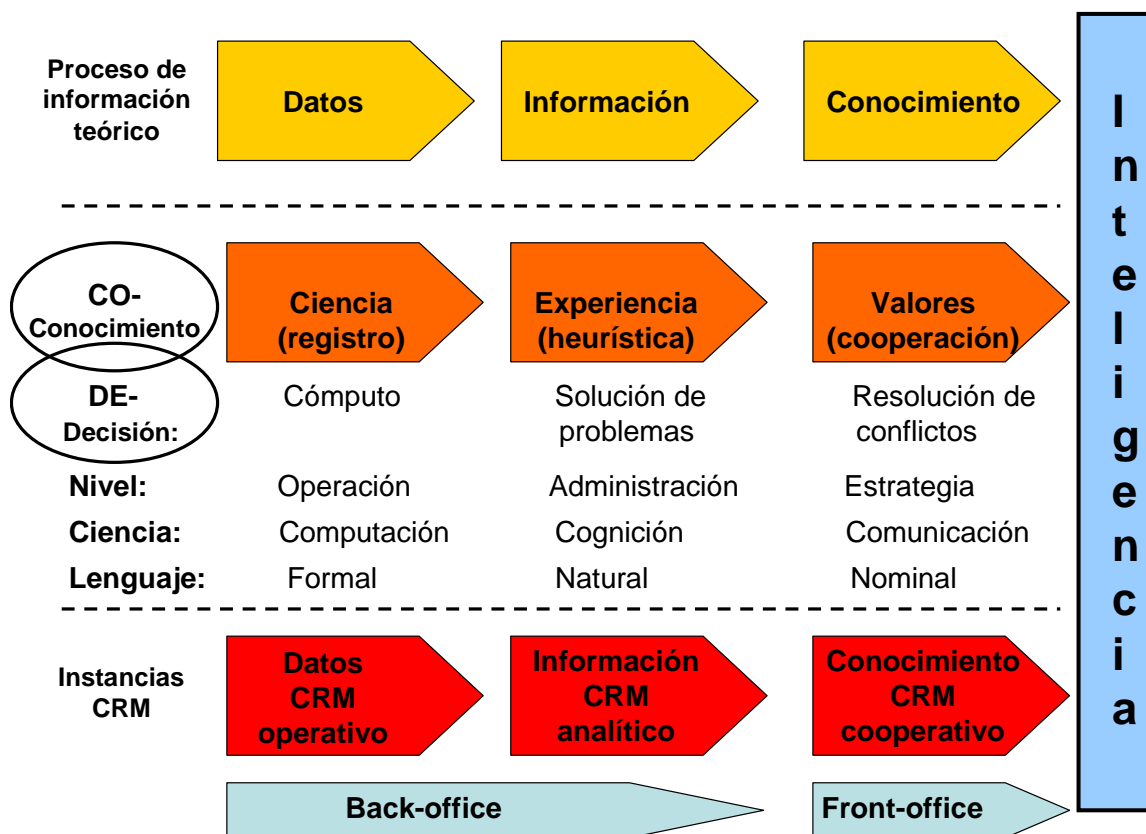 Proceso de
información
teórico
Datos
Información
Conocimiento
CO-
Conocimiento
Ciencia
(registro)
Experiencia
(heurística)
Valores
(cooperación)
DE-
Decisión:
Cómputo
Solución de
problemas
Resolución de
conflictos
Nivel:
Operación
Administración
Estrategia
Ciencia:
Computación
Cognición
Comunicación
Lenguaje:
Formal
Natural
Nominal
Instancias
CRM
Datos
CRM
operativo
Información
CRM
analítico
Conocimiento
CRM
cooperativo
Back-office
Front-office
Inteligencia